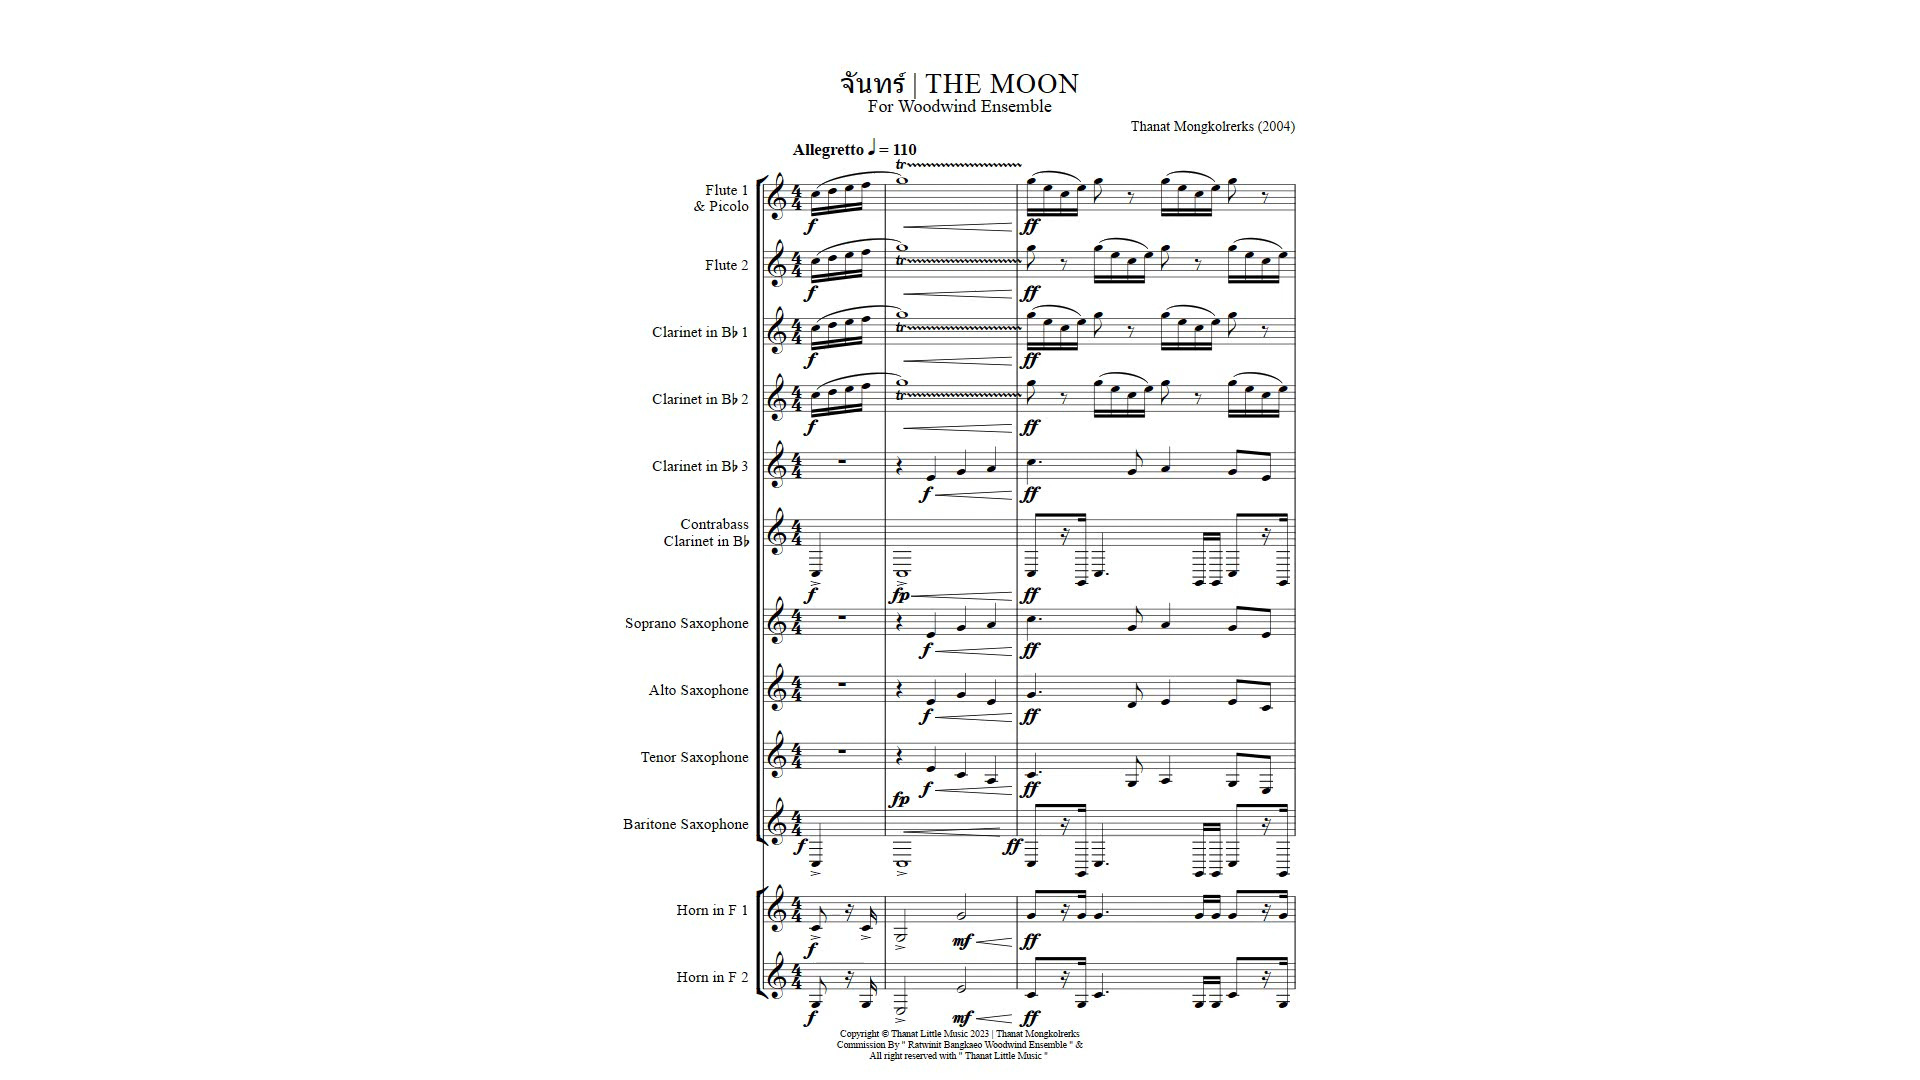 จันทร์ | THE MOON
For Woodwind Ensemble
Thanat Mongkolrerks (2004)
Allegretto ♩ = 110
tr
Flute 1
& Picolo
f
ff
Flute 2
tr
f
ff
Clarinet in B♭ 1
tr
f
ff
Clarinet in B♭ 2
tr
f
ff
Clarinet in B♭ 3
f
ff
Contrabass
Clarinet in B♭
f fp ff
Soprano Saxophone
f
ff
Alto Saxophone
f
ff
Tenor Saxophone
f
ff
fp
Baritone Saxophone
f
ff
Horn in F 1
f mf ff
Horn in F 2
f mf ff
Copyright © Thanat Little Music 2023 | Thanat Mongkolrerks
Commission By " Ratwinit Bangkaeo Woodwind Ensemble " &
All right reserved with " Thanat Little Music "